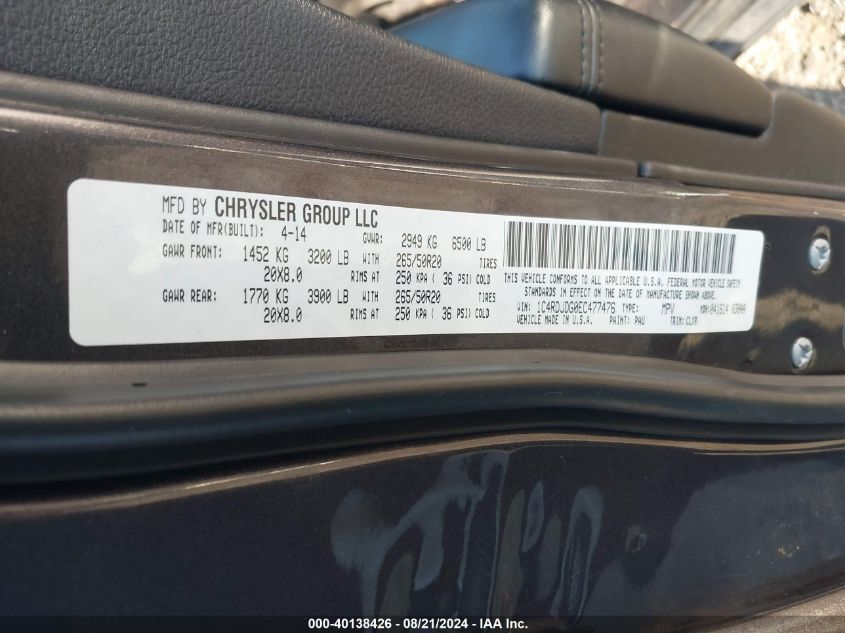 MFD BY CHRYSLER GROUP LLC
DATE OF MFR(BUILT): 4-14 GVWR: 2949 KG 6500 LB
GAWR FRONT: 1452 KG 3200 LB WITH 265/50R20 TIRES
20X8.0 RIMS AT 250 KPA ( 36 PSI) COLD
GAWR REAR: 1770 KG 3900 LB WITH 265/50R20 TIRES
20X8.0 RIMS AT 250 KPA ( 36 PSI) COLD
THIS VEHICLE CONFORMS TO ALL APPLICABLE U.S.A. FEDERAL MOTOR VEHICLE SAFETY
STANDARDS IN EFFECT ON THE DATE OF MANUFACTURE SHOWN ABOVE.
VIN: 1C4RDJDG0EC477476 TYPE: MPV MDH:041614
VEHICLE MADE IN U.S.A. PAINT: PAU TRIM:
000-40138426 - 08/21/2024 - IAA Inc.